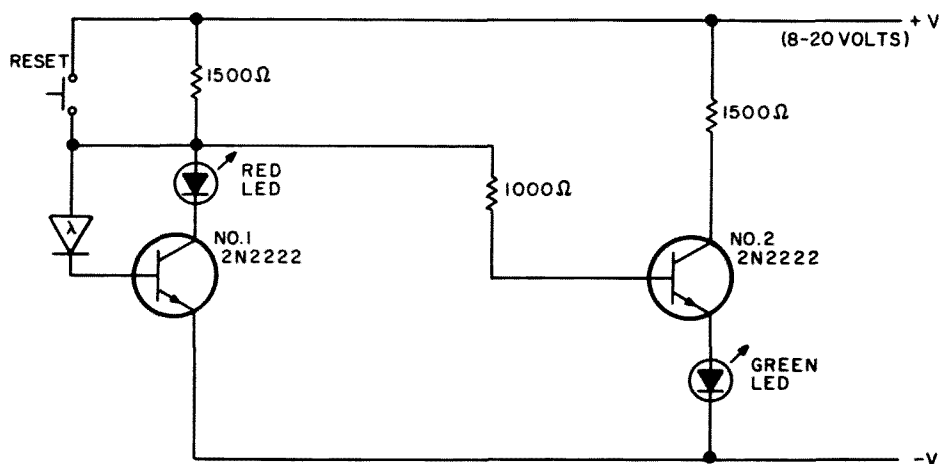 + V
(8-20 VOLTS)
RESET
1500Ω
1500Ω
RED
LED
1000Ω
λ
NO.1
2N2222
NO.2
2N2222
GREEN
LED
-V